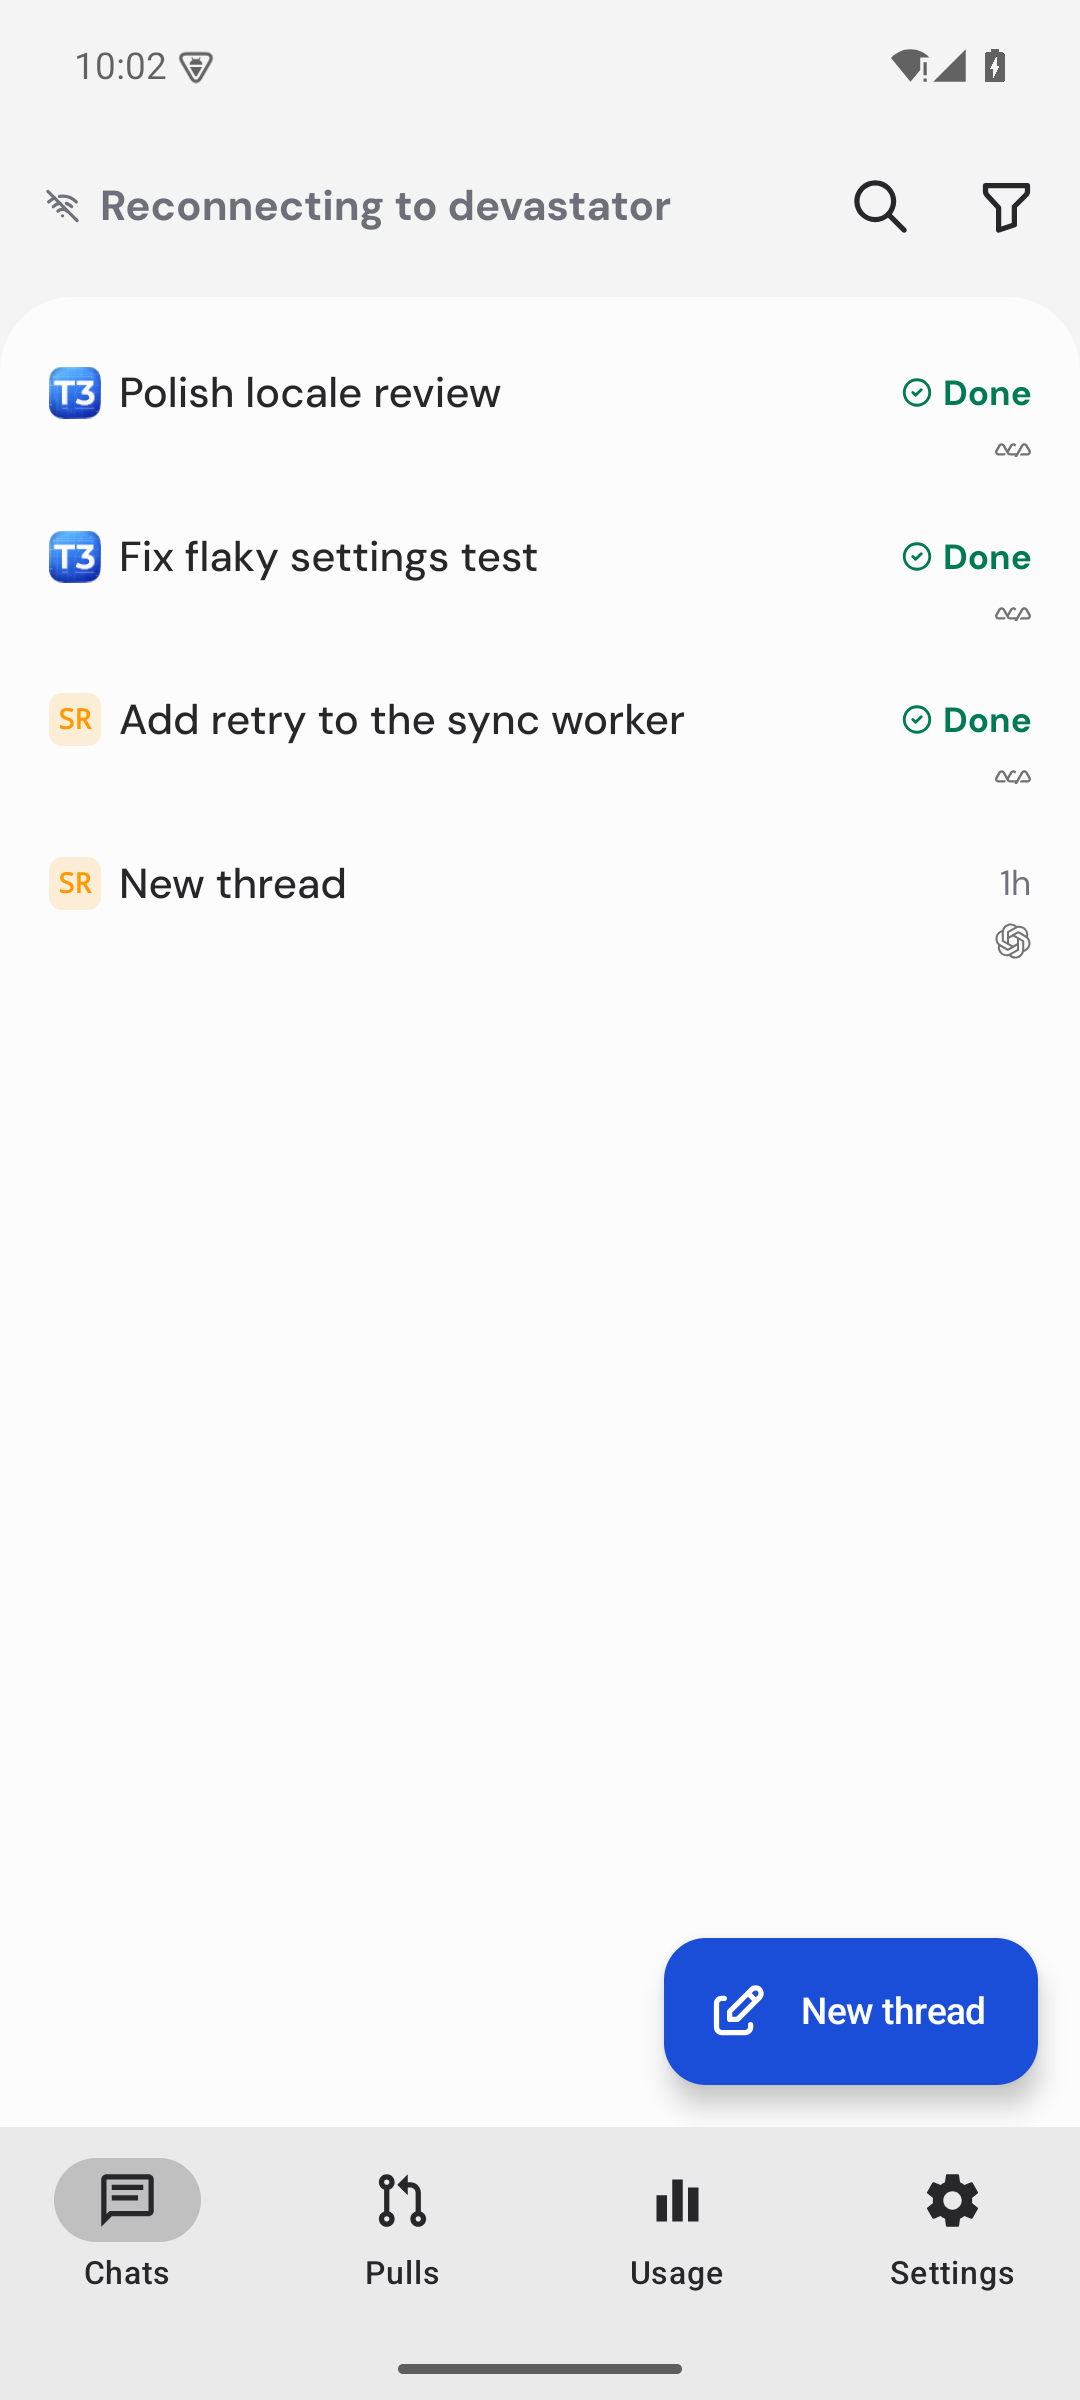 10:02
Reconnecting to devastator
T3 Polish locale review Done
T3 Fix flaky settings test Done
SR Add retry to the sync worker Done
SR New thread 1h
New thread
Chats Pulls Usage Settings